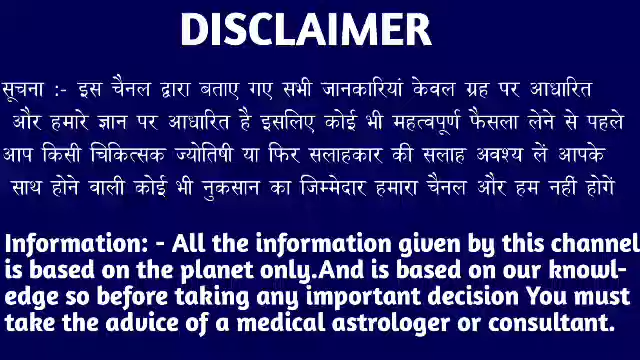 DISCLAIMER
सूचना :- इस चैनल द्वारा बताए गए सभी जानकारियां केवल ग्रह पर आधारित
और हमारे ज्ञान पर आधारित है इसलिए कोई भी महत्वपूर्ण फैसला लेने से पहले
आप किसी चिकित्सक ज्योतिषी या फिर सलाहकार की सलाह अवश्य लें आपके
साथ होने वाली कोई भी नुकसान का जिम्मेदार हमारा चैनल और हम नहीं होगें
Information: - All the information given by this channel
is based on the planet only.And is based on our knowl-
edge so before taking any important decision You must
take the advice of a medical astrologer or consultant.